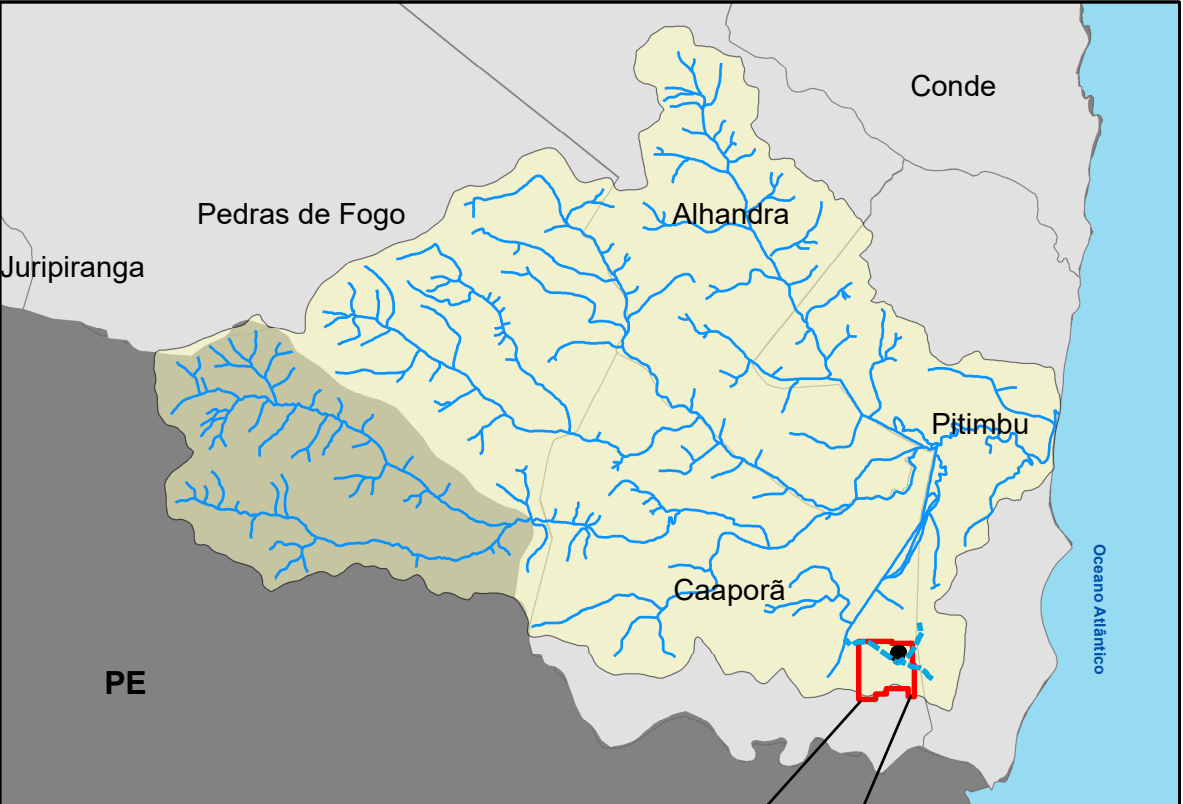 Conde
Pedras de Fogo
Alhandra
Juripiranga
Pitimbu
Oceano Atlântico
Caaporã
PE